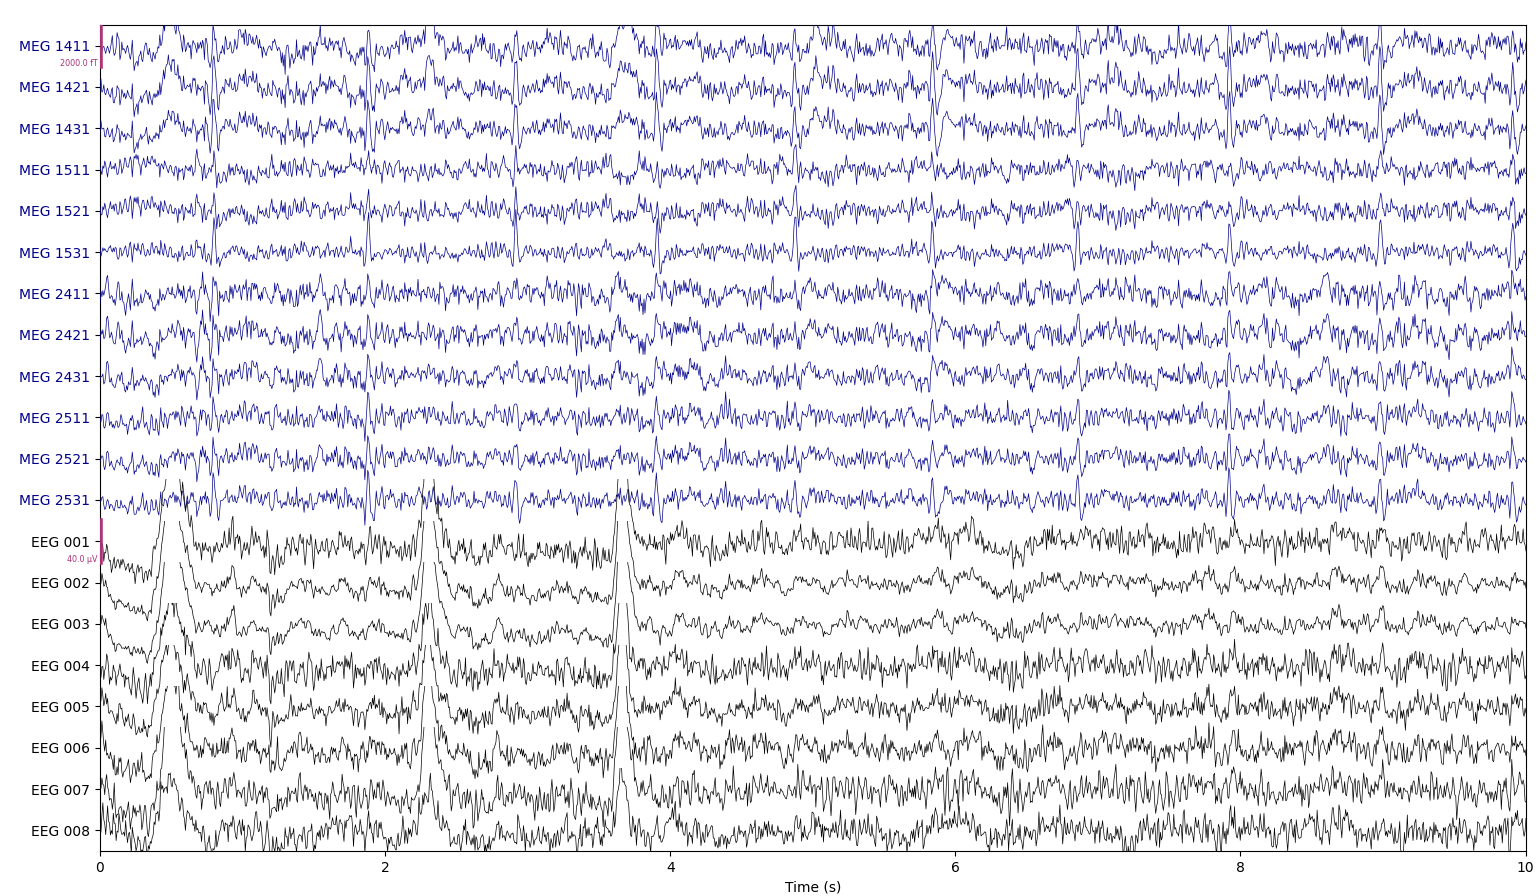 MEG 1411
2000.0 fT
MEG 1421
MEG 1431
MEG 1511
MEG 1521
MEG 1531
MEG 2411
MEG 2421
MEG 2431
MEG 2511
MEG 2521
MEG 2531
EEG 001
40.0 µV
EEG 002
EEG 003
EEG 004
EEG 005
EEG 006
EEG 007
EEG 008
0 2 4 6 8 10
Time (s)